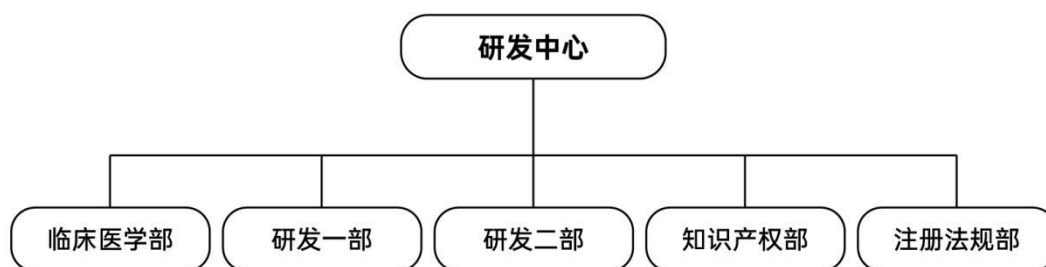 研发中心
临床医学部
研发一部
研发二部
知识产权部
注册法规部